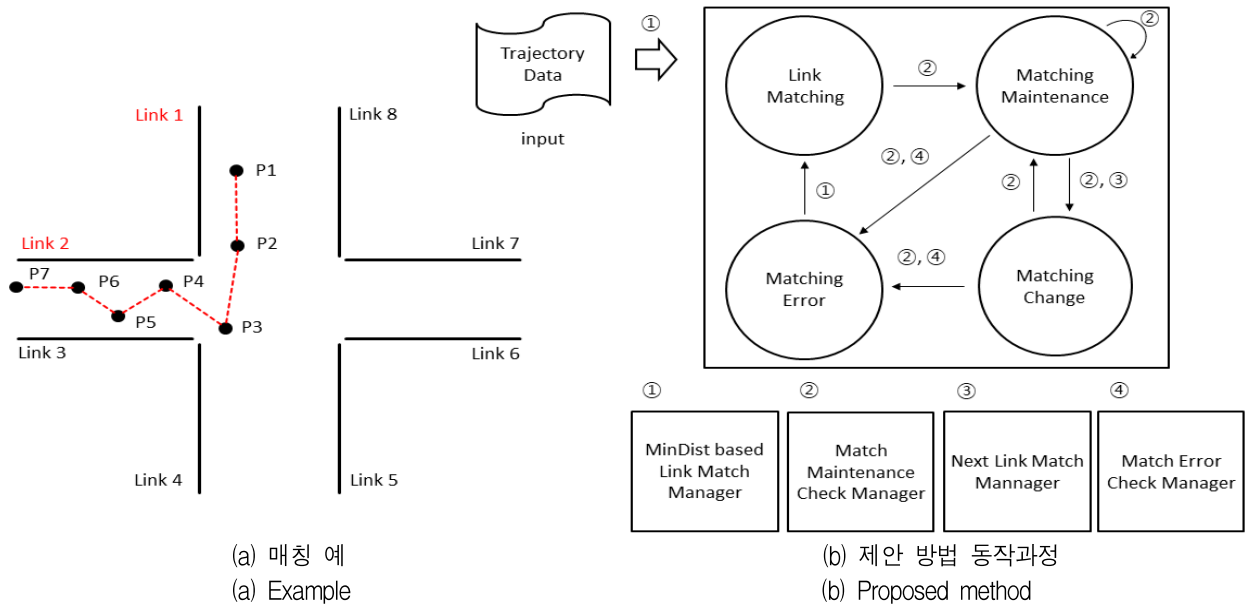 Link 1
Link 8
P1
P2
Link 2
Link 7
P7
P6
P4
P5
P3
Link 3
Link 6
Link 4
Link 5
(a) 매칭 예
(a) Example
Trajectory
Data
input
①
Link
Matching
②
Matching
Maintenance
②
②, ④
①
②
②, ③
Matching
Error
②, ④
Matching
Change
①
MinDist based
Link Match
Manager
②
Match
Maintenance
Check Manager
③
Next Link Match
Mannager
④
Match Error
Check Manager
(b) 제안 방법 동작과정
(b) Proposed method